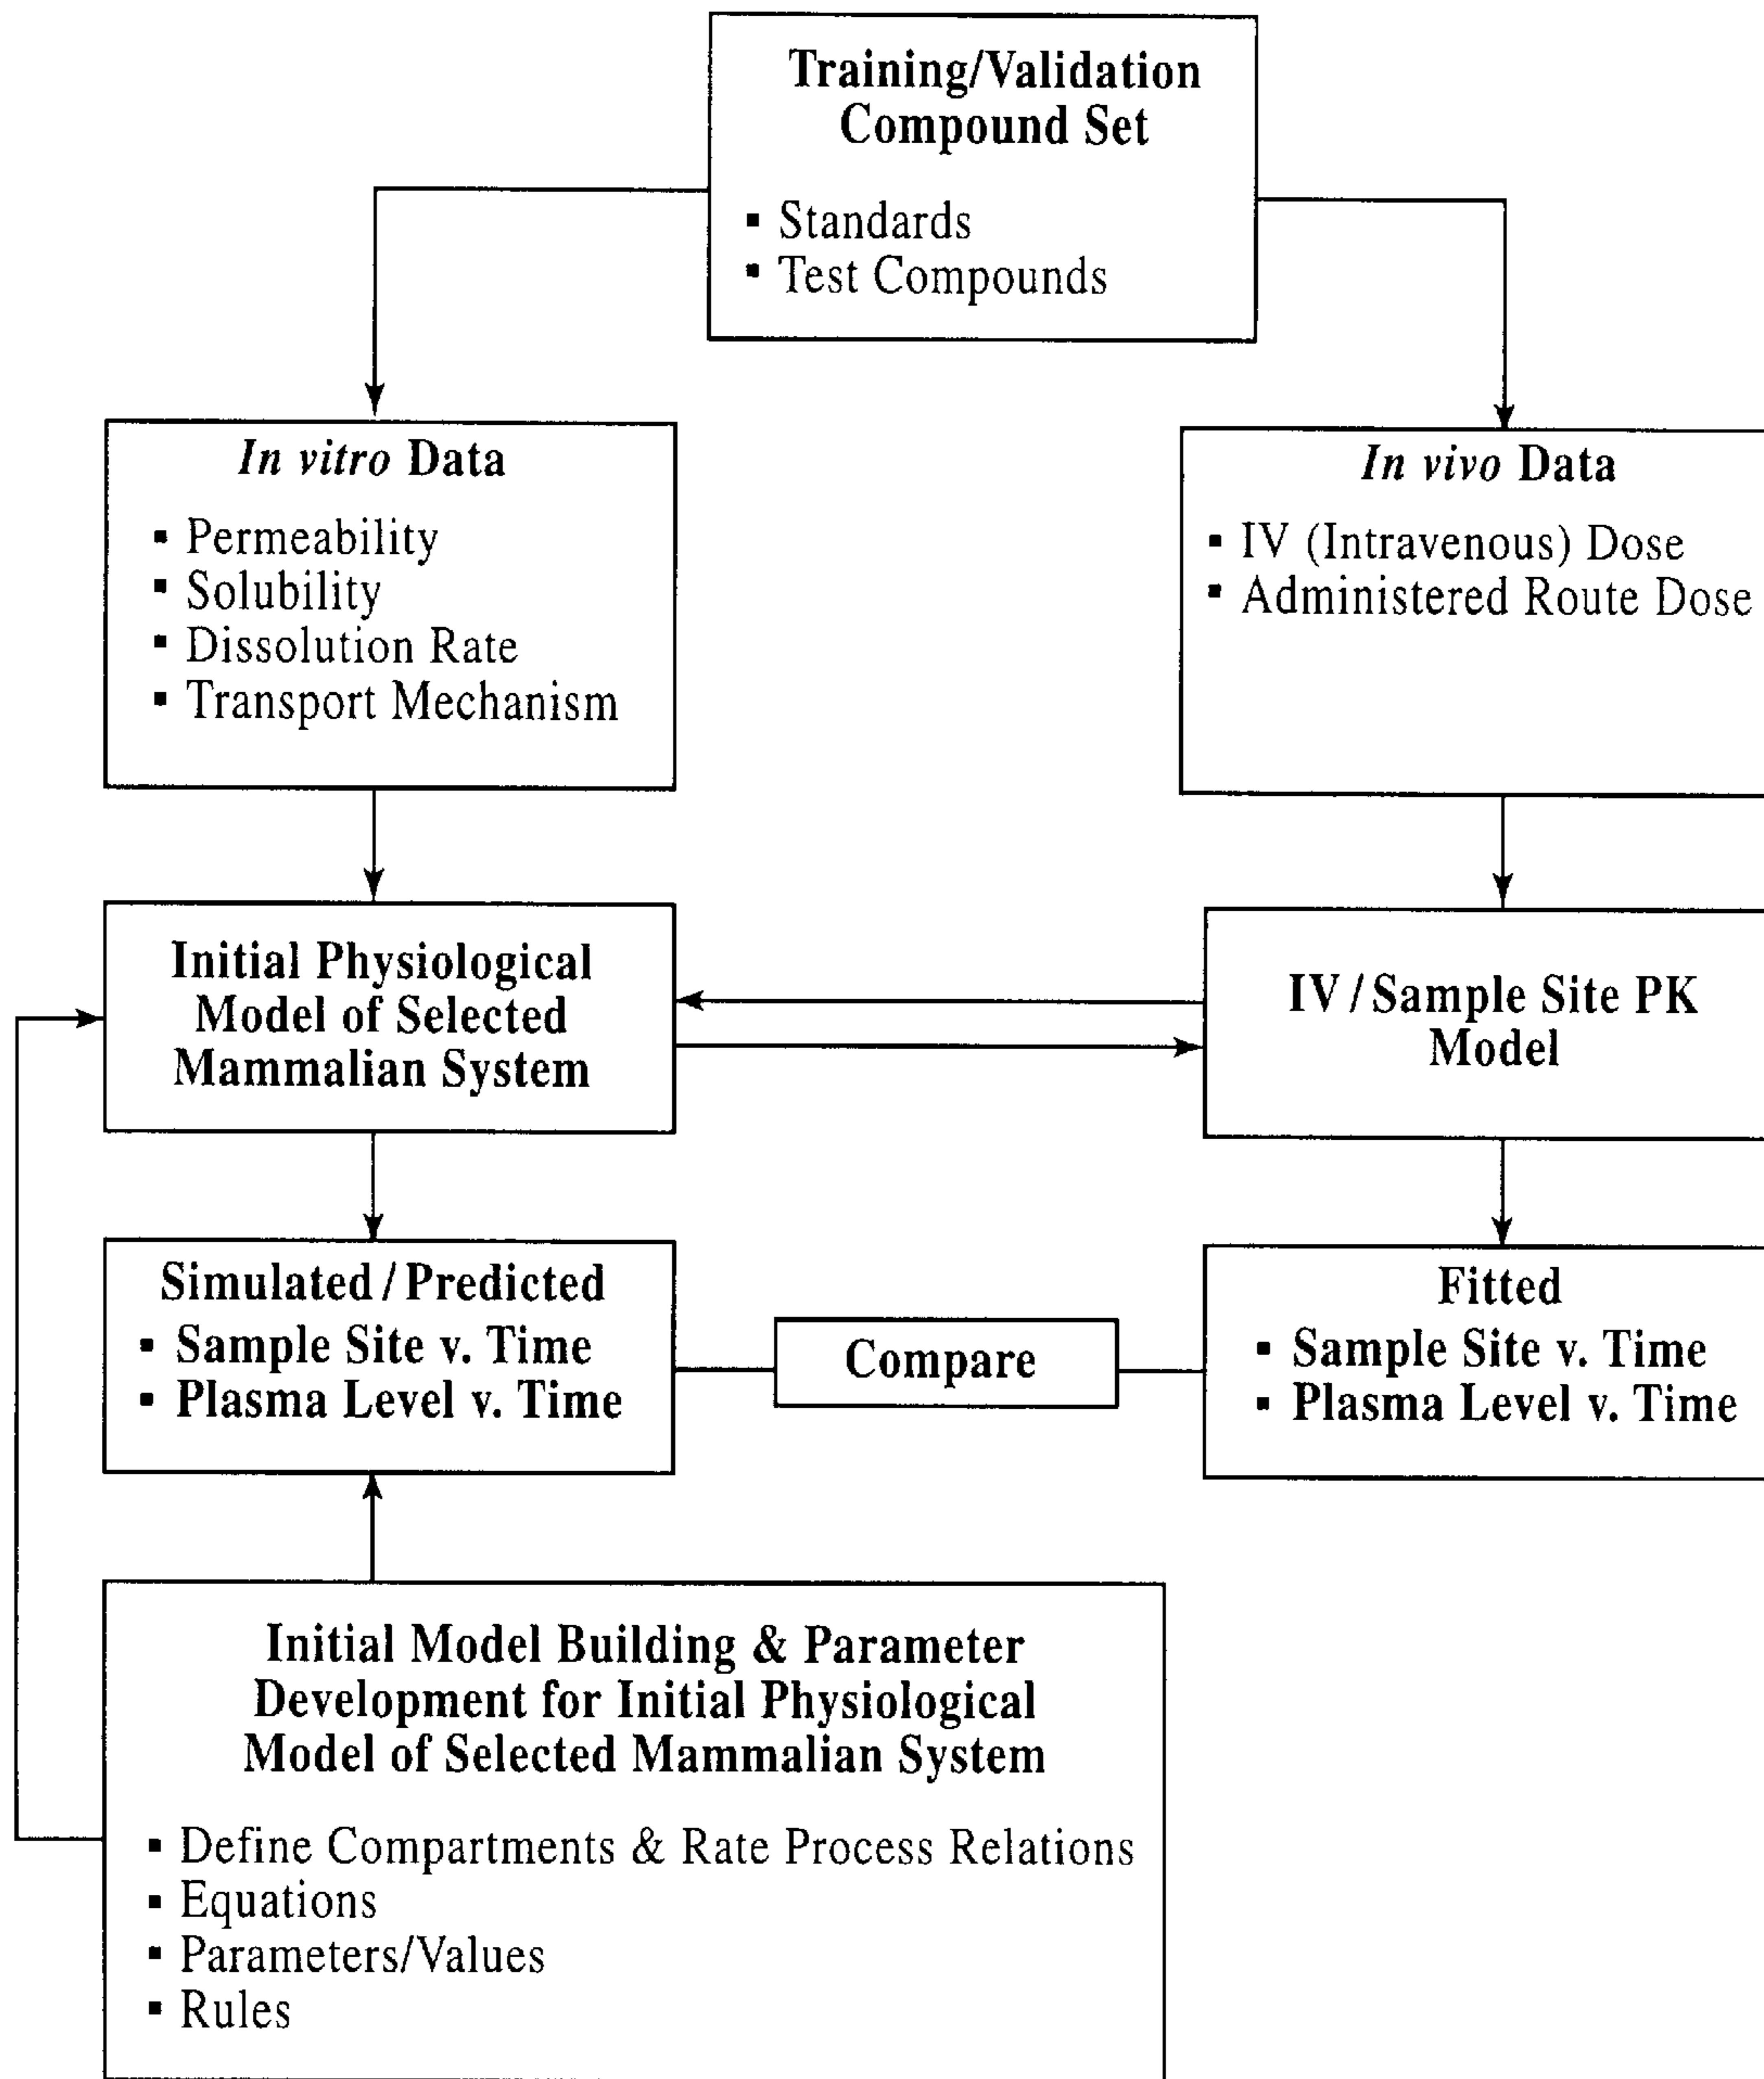 Training/Validation
Compound Set
▪ Standards
▪ Test Compounds
In vitro Data
▪ Permeability
▪ Solubility
▪ Dissolution Rate
▪ Transport Mechanism
In vivo Data
▪ IV (Intravenous) Dose
▪ Administered Route Dose
Initial Physiological
Model of Selected
Mammalian System
IV/Sample Site PK
Model
Simulated/Predicted
▪ Sample Site v. Time
▪ Plasma Level v. Time
Compare
Fitted
▪ Sample Site v. Time
▪ Plasma Level v. Time
Initial Model Building & Parameter
Development for Initial Physiological
Model of Selected Mammalian System
▪ Define Compartments & Rate Process Relations
▪ Equations
▪ Parameters/Values
▪ Rules